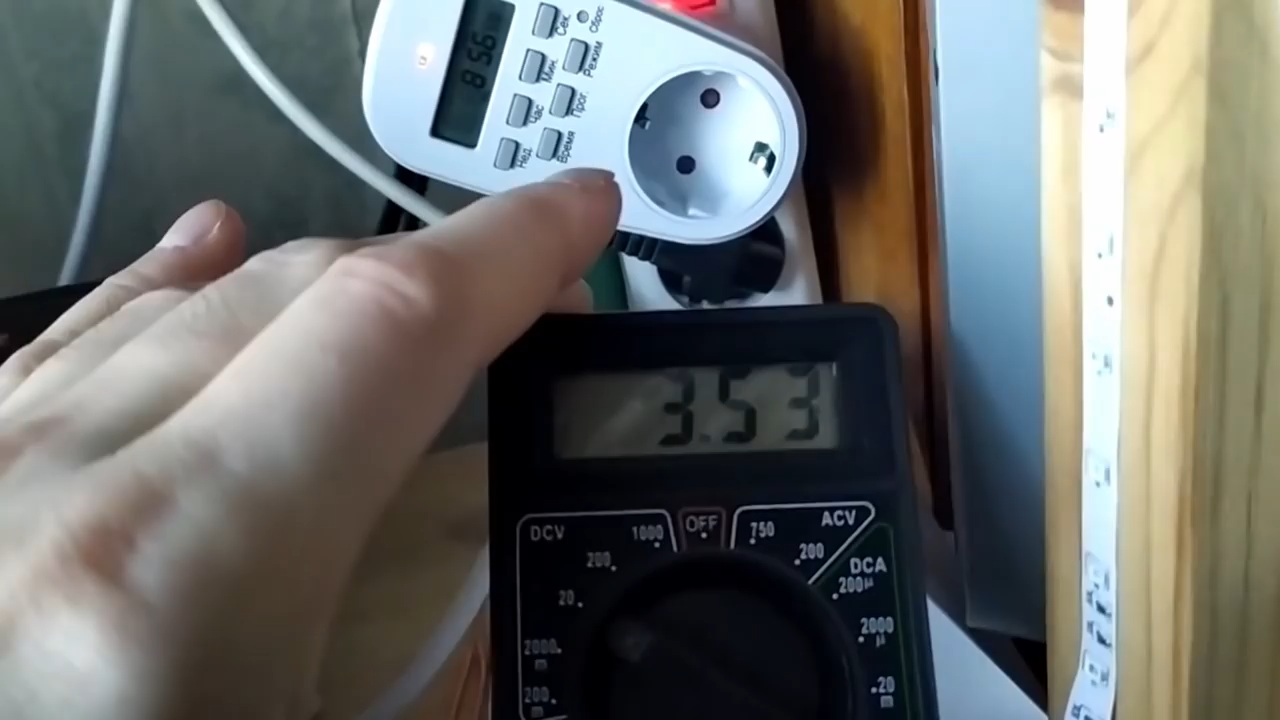 8 56
Сек.
Сброс
Мин.
Режим
Час
Прог.
Нед.
Время
3.53
DCV
1000
OFF
750
ACV
200
200
DCA
200µ
20
2000
m
2000
µ
200
m
20
m